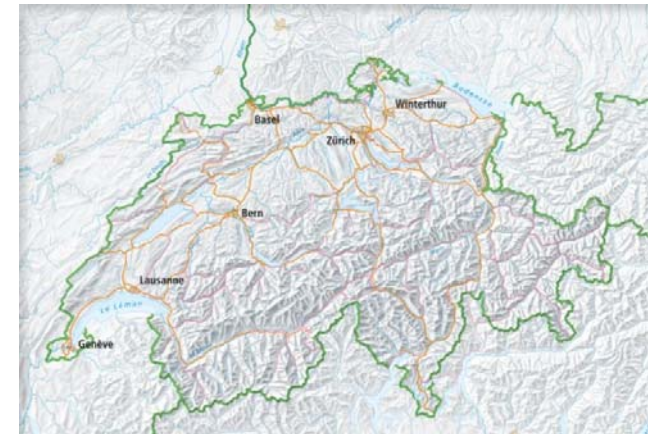 Bodensee
Winterthur
Basel
Zürich
Bern
Lausanne
Le Léman
Genève